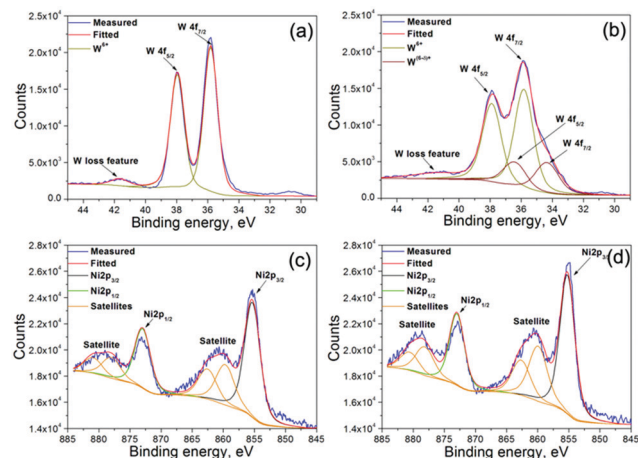 (a)
Measured
Fitted
W⁶⁺
W 4f₇/₂
W 4f₅/₂
W loss feature
2.5x10⁴
2.0x10⁴
1.5x10⁴
1.0x10⁴
5.0x10³
0.0
Counts
44 42 40 38 36 34 32 30
Binding energy, eV
(b)
Measured
Fitted
W⁶⁺
W⁽⁶⁻ⁱ⁾⁺
W 4f₇/₂
W 4f₅/₂
W 4f₅/₂
W 4f₇/₂
W loss feature
2.5x10⁴
2.0x10⁴
1.5x10⁴
1.0x10⁴
5.0x10³
0.0
Counts
44 39 34 29
Binding energy, eV
(c)
Measured
Fitted
Ni2p₃/₂
Ni2p₁/₂
Satellites
Ni2p₃/₂
Ni2p₁/₂
Satellite
Satellite
2.8x10⁴
2.6x10⁴
2.4x10⁴
2.2x10⁴
2.0x10⁴
1.8x10⁴
1.6x10⁴
1.4x10⁴
Counts
885 880 875 870 865 860 855 850 845
Binding energy, eV
(d)
Measured
Fitted
Ni2p₃/₂
Ni2p₁/₂
Satellites
Ni2p₃/₂
Ni2p₁/₂
Satellite
Satellite
2.8x10⁴
2.6x10⁴
2.4x10⁴
2.2x10⁴
2.0x10⁴
1.8x10⁴
1.6x10⁴
1.4x10⁴
Counts
885 880 875 870 865 860 855 850 845
Binding energy, eV